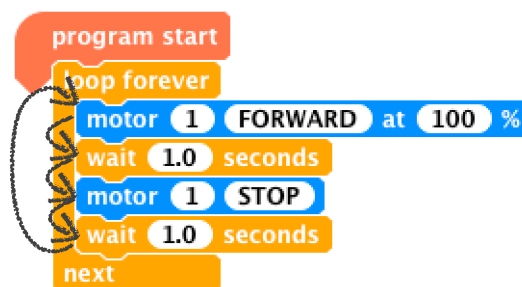 program start
loop forever
motor 1 FORWARD at 100 %
wait 1.0 seconds
motor 1 STOP
wait 1.0 seconds
next